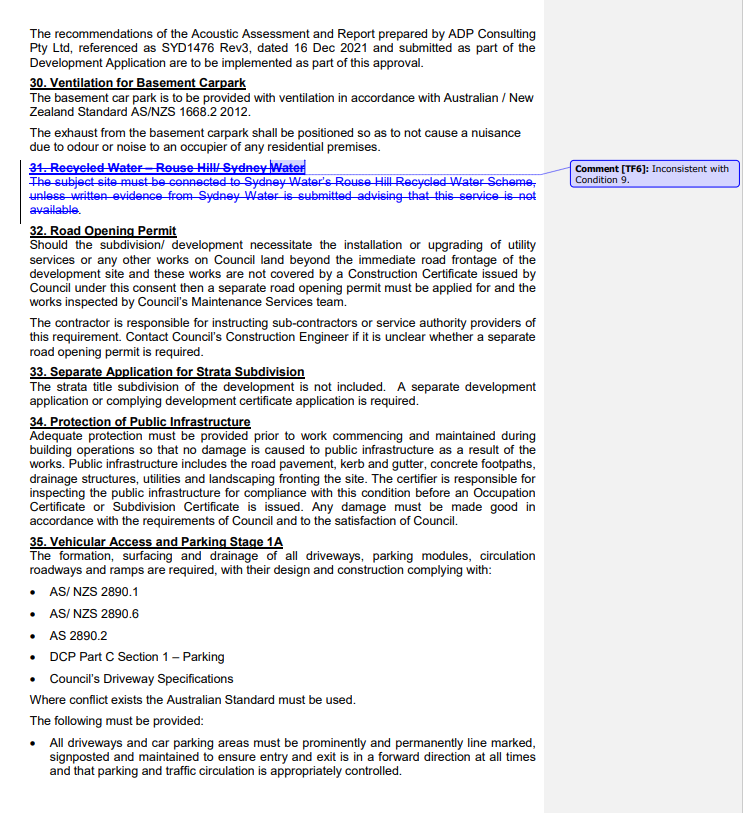 The recommendations of the Acoustic Assessment and Report prepared by ADP Consulting
Pty Ltd, referenced as SYD1476 Rev3, dated 16 Dec 2021 and submitted as part of the
Development Application are to be implemented as part of this approval.
30. Ventilation for Basement Carpark
The basement car park is to be provided with ventilation in accordance with Australian / New
Zealand Standard AS/NZS 1668.2 2012.
The exhaust from the basement carpark shall be positioned so as to not cause a nuisance
due to odour or noise to an occupier of any residential premises.
31. Recycled Water – Rouse Hill/ Sydney Water
The subject site must be connected to Sydney Water's Rouse Hill Recycled Water Scheme,
unless written evidence from Sydney Water is submitted advising that this service is not
available.
Comment [TF6]: Inconsistent with
Condition 9.
32. Road Opening Permit
Should the subdivision/ development necessitate the installation or upgrading of utility
services or any other works on Council land beyond the immediate road frontage of the
development site and these works are not covered by a Construction Certificate issued by
Council under this consent then a separate road opening permit must be applied for and the
works inspected by Council's Maintenance Services team.
The contractor is responsible for instructing sub-contractors or service authority providers of
this requirement. Contact Council's Construction Engineer if it is unclear whether a separate
road opening permit is required.
33. Separate Application for Strata Subdivision
The strata title subdivision of the development is not included. A separate development
application or complying development certificate application is required.
34. Protection of Public Infrastructure
Adequate protection must be provided prior to work commencing and maintained during
building operations so that no damage is caused to public infrastructure as a result of the
works. Public infrastructure includes the road pavement, kerb and gutter, concrete footpaths,
drainage structures, utilities and landscaping fronting the site. The certifier is responsible for
inspecting the public infrastructure for compliance with this condition before an Occupation
Certificate or Subdivision Certificate is issued. Any damage must be made good in
accordance with the requirements of Council and to the satisfaction of Council.
35. Vehicular Access and Parking Stage 1A
The formation, surfacing and drainage of all driveways, parking modules, circulation
roadways and ramps are required, with their design and construction complying with:
• AS/ NZS 2890.1
• AS/ NZS 2890.6
• AS 2890.2
• DCP Part C Section 1 – Parking
• Council's Driveway Specifications
Where conflict exists the Australian Standard must be used.
The following must be provided:
• All driveways and car parking areas must be prominently and permanently line marked,
signposted and maintained to ensure entry and exit is in a forward direction at all times
and that parking and traffic circulation is appropriately controlled.